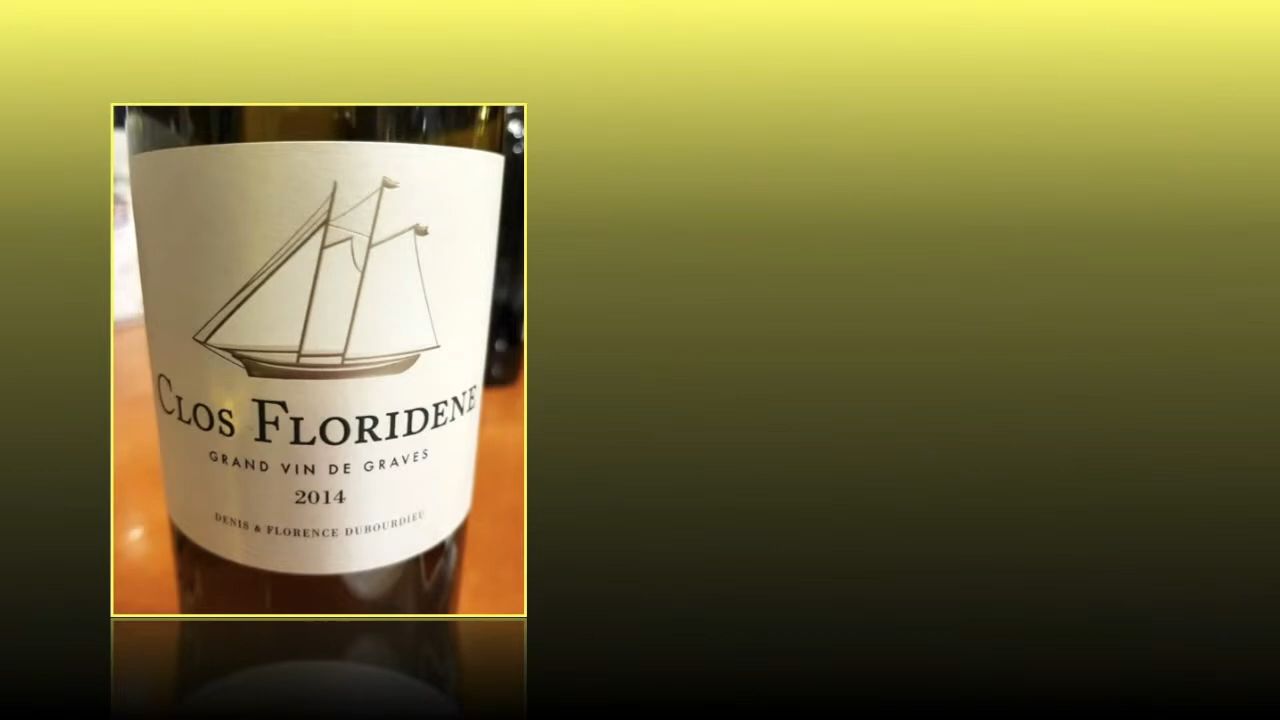 CLOS FLORIDENE
GRAND VIN DE GRAVES
2014
DENIS & FLORENCE DUBOURDIEU